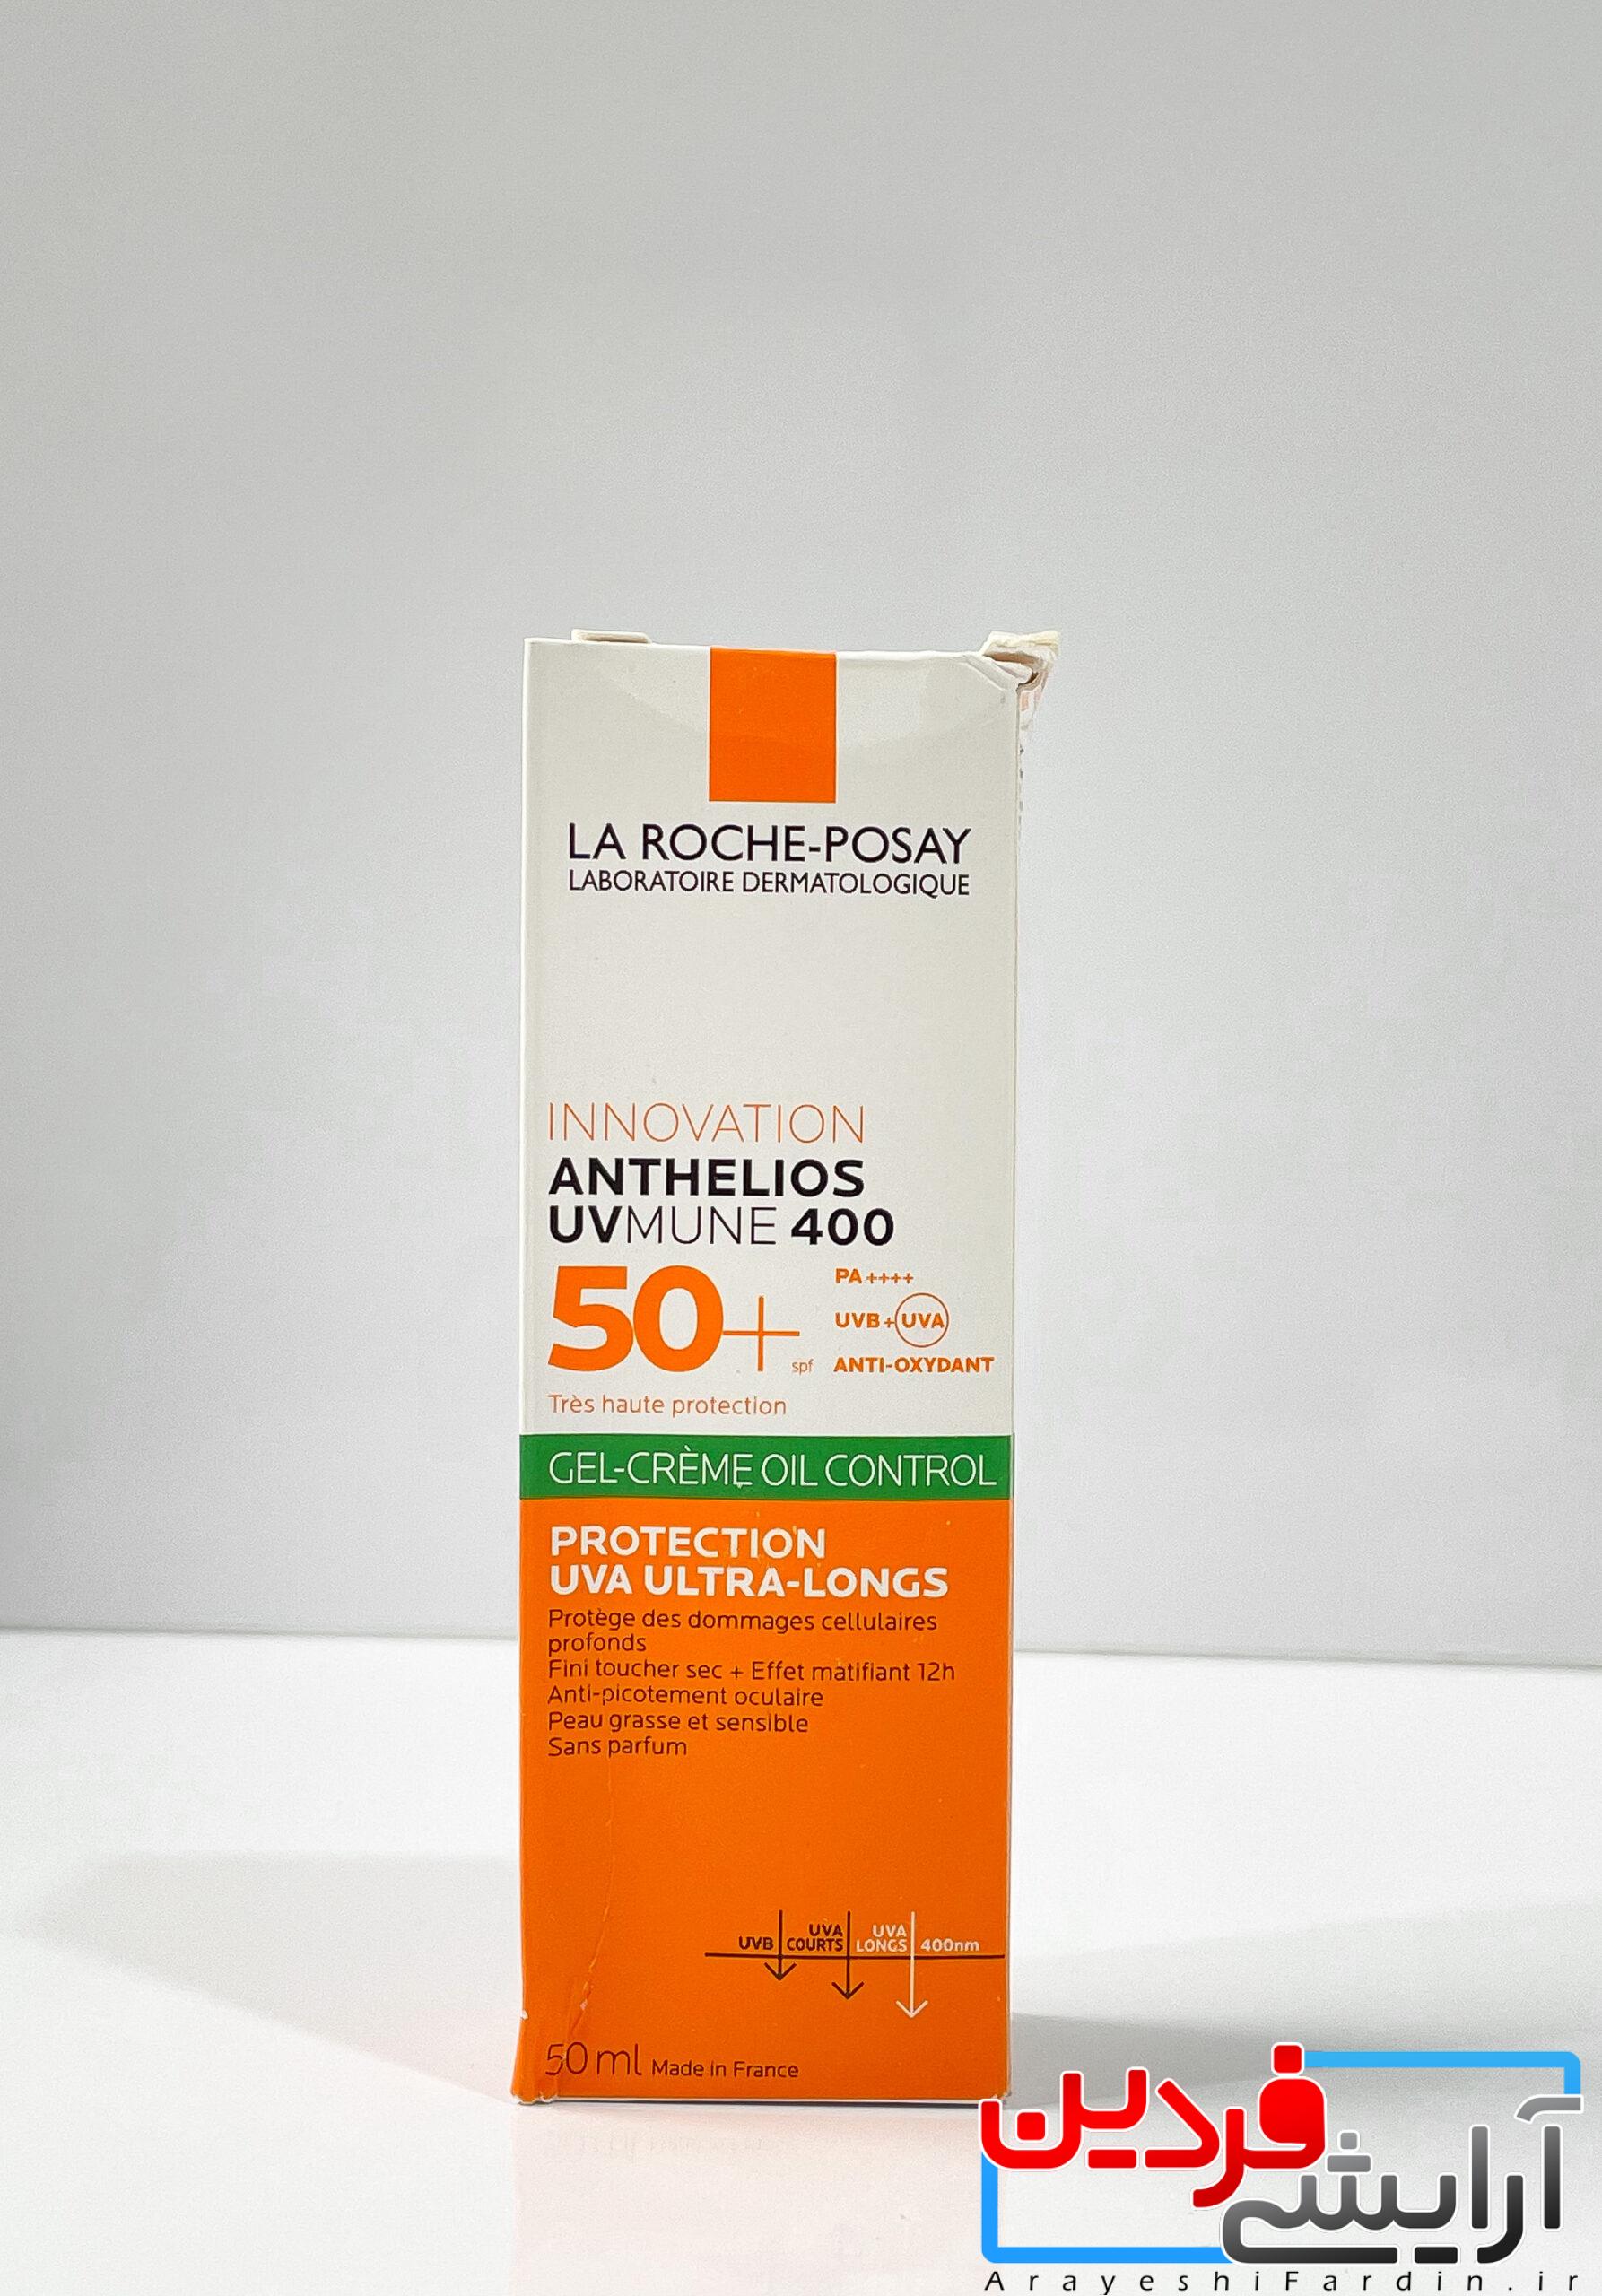 LA ROCHE-POSAY
LABORATOIRE DERMATOLOGIQUE
INNOVATION
ANTHELIOS
UVMUNE 400
50+ spf
PA++++
UVB+UVA
ANTI-OXYDANT
Très haute protection
GEL-CRÈME OIL CONTROL
PROTECTION
UVA ULTRA-LONGS
Protège des dommages cellulaires
profonds
Fini toucher sec + Effet matifiant 12h
Anti-picotement oculaire
Peau grasse et sensible
Sans parfum
UVB
UVA COURTS
UVA LONGS
400nm
50 ml Made in France
آرایشی فردین
ArayeshiFardin.ir